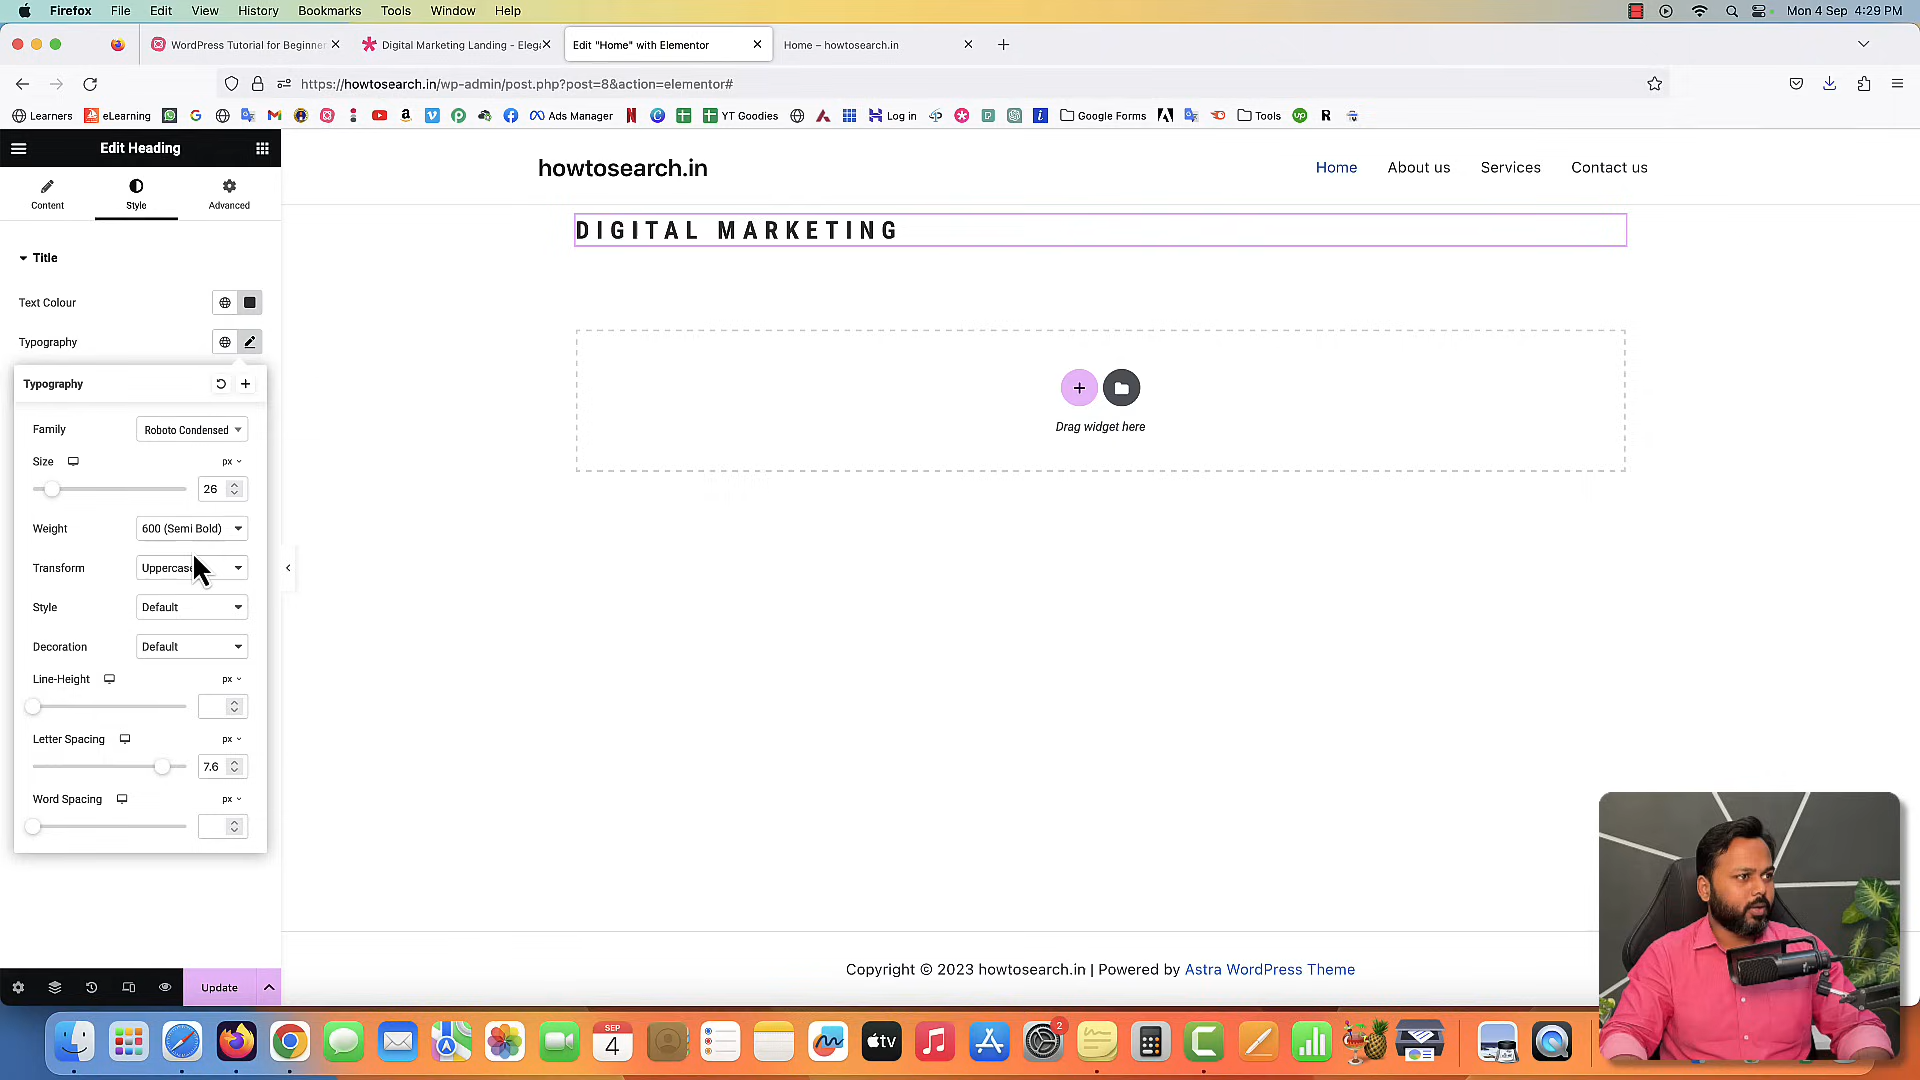 Firefox File Edit View History Bookmarks Tools Window Help Mon 4 Sep 4:29 PM
WordPress Tutorial for Beginner Digital Marketing Landing - Elega Edit "Home" with Elementor Home – howtosearch.in
https://howtosearch.in/wp-admin/post.php?post=8&action=elementor#
Learners eLearning Ads Manager YT Goodies Log in Google Forms Tools
Edit Heading
Content Style Advanced
Title
Text Colour
Typography
Typography
Family Roboto Condensed
Size px
26
Weight 600 (Semi Bold)
Transform Uppercase
Style Default
Decoration Default
Line-Height px
Letter Spacing px
7.6
Word Spacing px
Update
howtosearch.in
Home About us Services Contact us
DIGITAL MARKETING
Drag widget here
Copyright © 2023 howtosearch.in | Powered by Astra WordPress Theme
SEP
4
tv
2